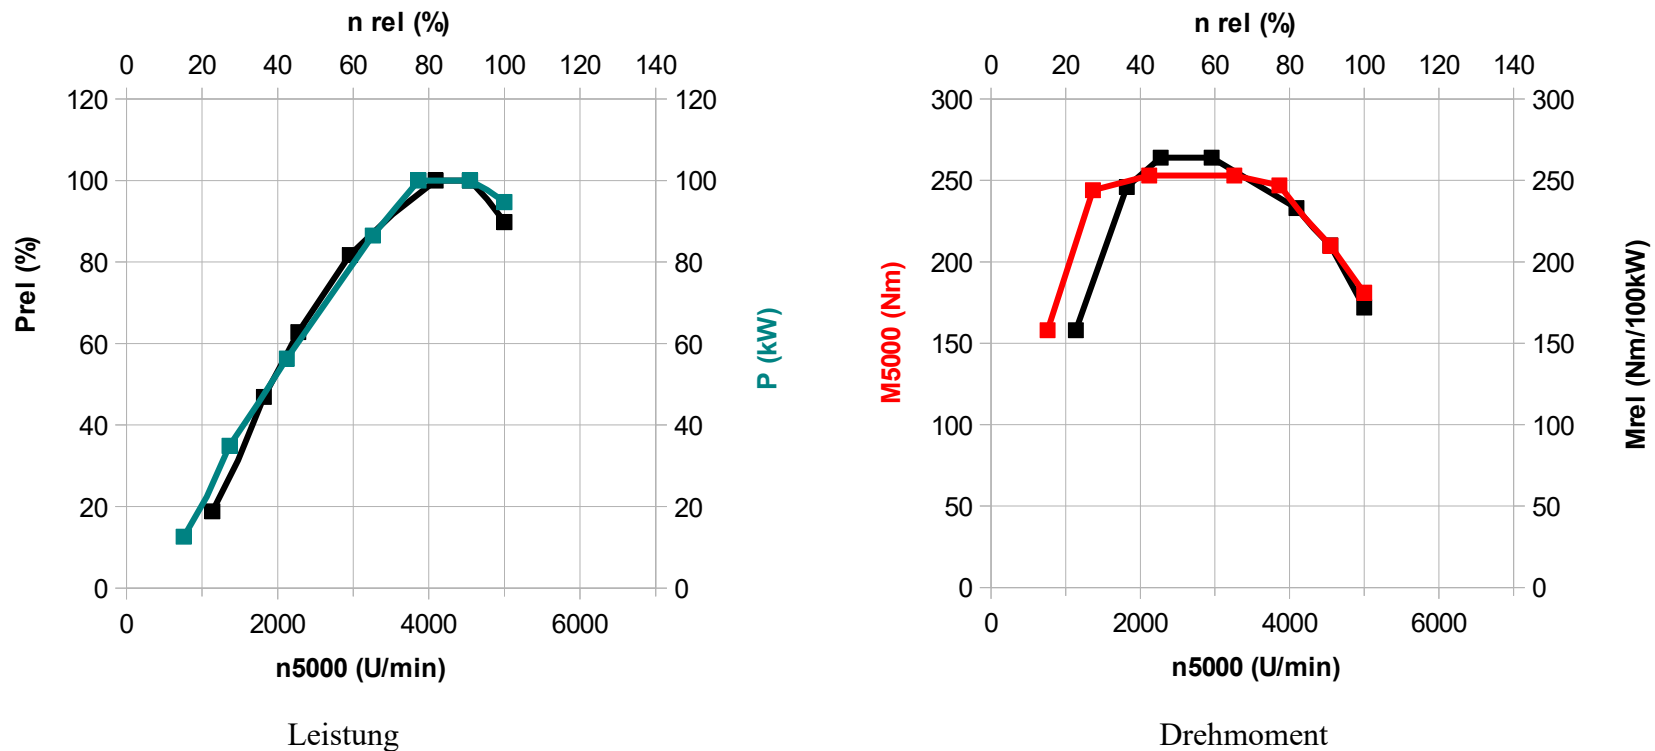 n rel (%)
0 20 40 60 80 100 120 140
120 120
100 100
80 80
60 60
40 40
20 20
0 0
Prel (%)
P (kW)
0 2000 4000 6000
n5000 (U/min)
Leistung
n rel (%)
0 20 40 60 80 100 120 140
300 300
250 250
200 200
150 150
100 100
50 50
0 0
M5000 (Nm)
Mrel (Nm/100kW)
0 2000 4000 6000
n5000 (U/min)
Drehmoment